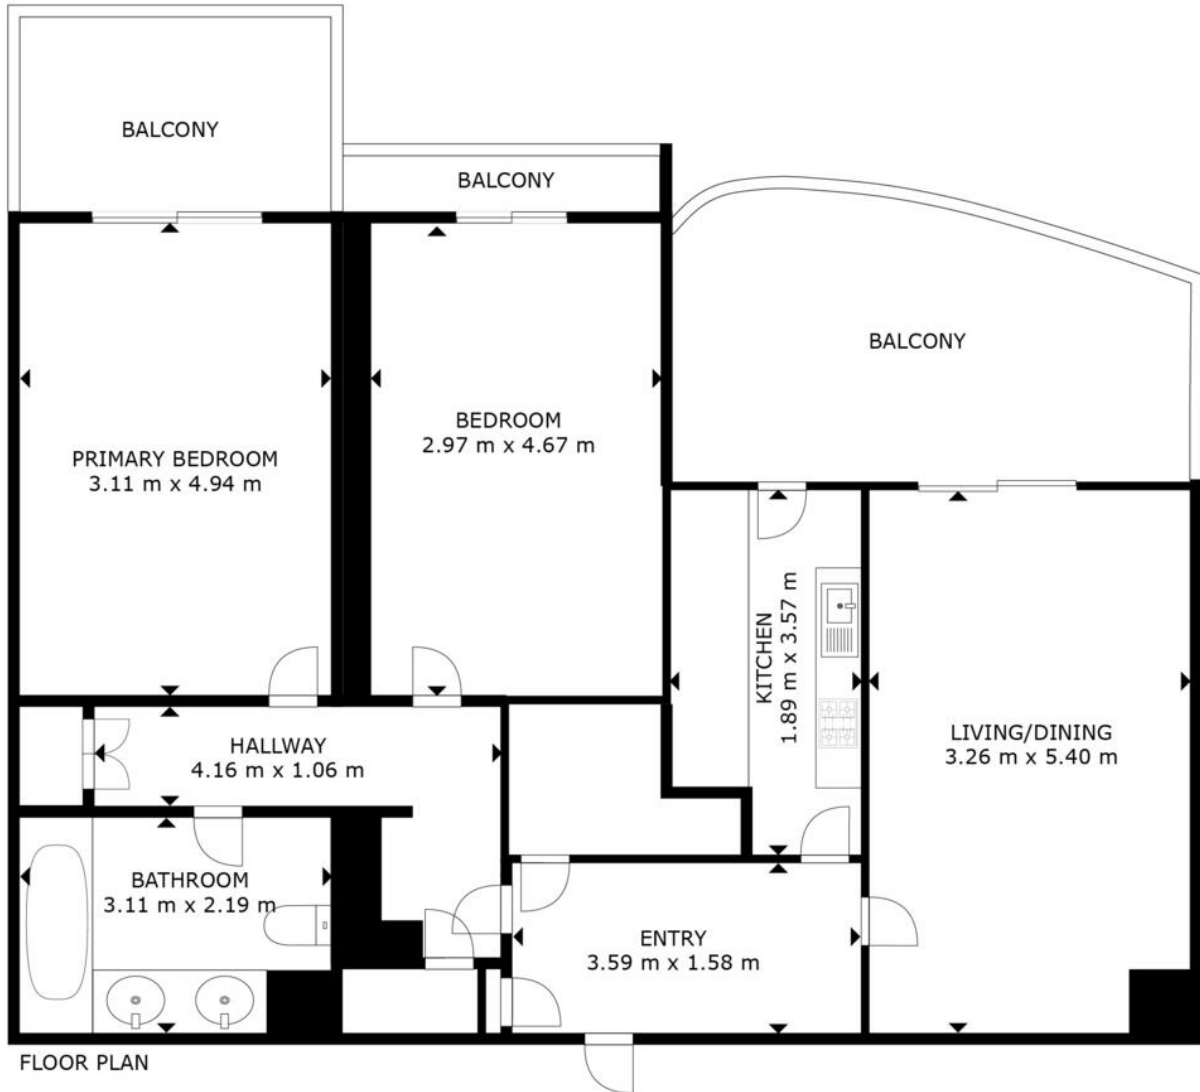 BALCONY
BALCONY
BALCONY
PRIMARY BEDROOM
3.11 m x 4.94 m
BEDROOM
2.97 m x 4.67 m
KITCHEN
1.89 m x 3.57 m
LIVING/DINING
3.26 m x 5.40 m
HALLWAY
4.16 m x 1.06 m
BATHROOM
3.11 m x 2.19 m
ENTRY
3.59 m x 1.58 m
FLOOR PLAN